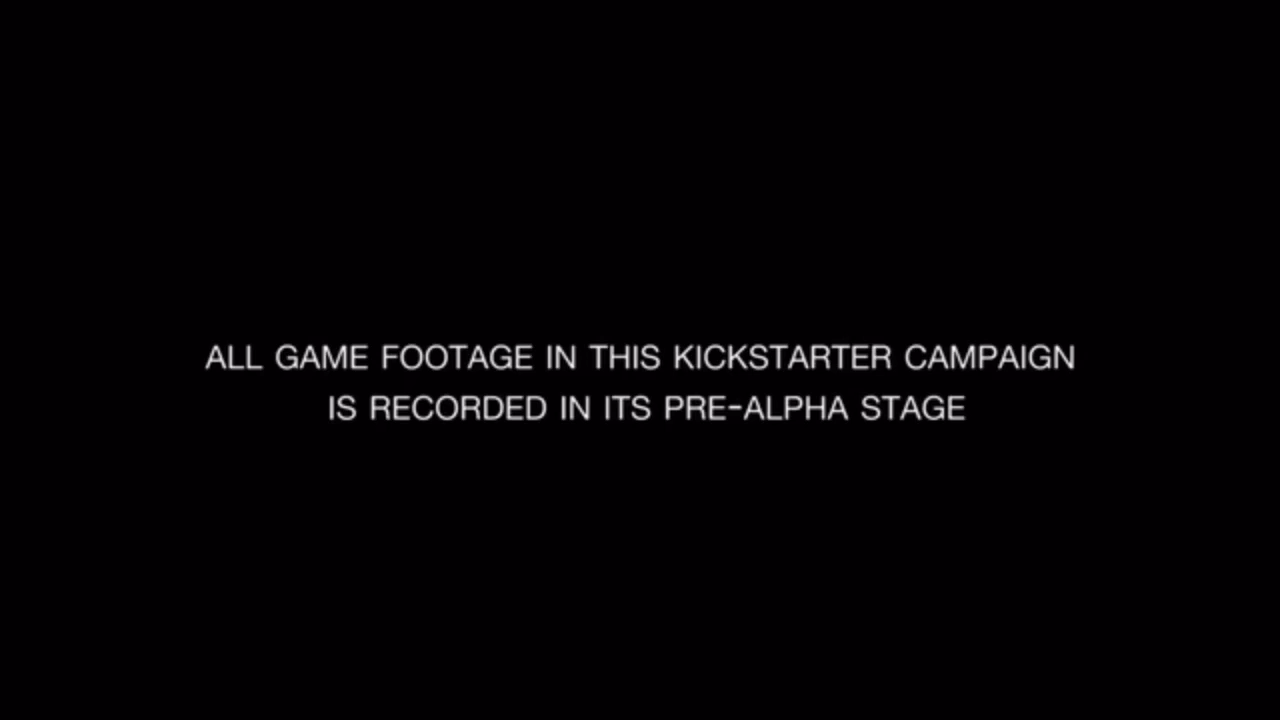 ALL GAME FOOTAGE IN THIS KICKSTARTER CAMPAIGN
IS RECORDED IN ITS PRE-ALPHA STAGE